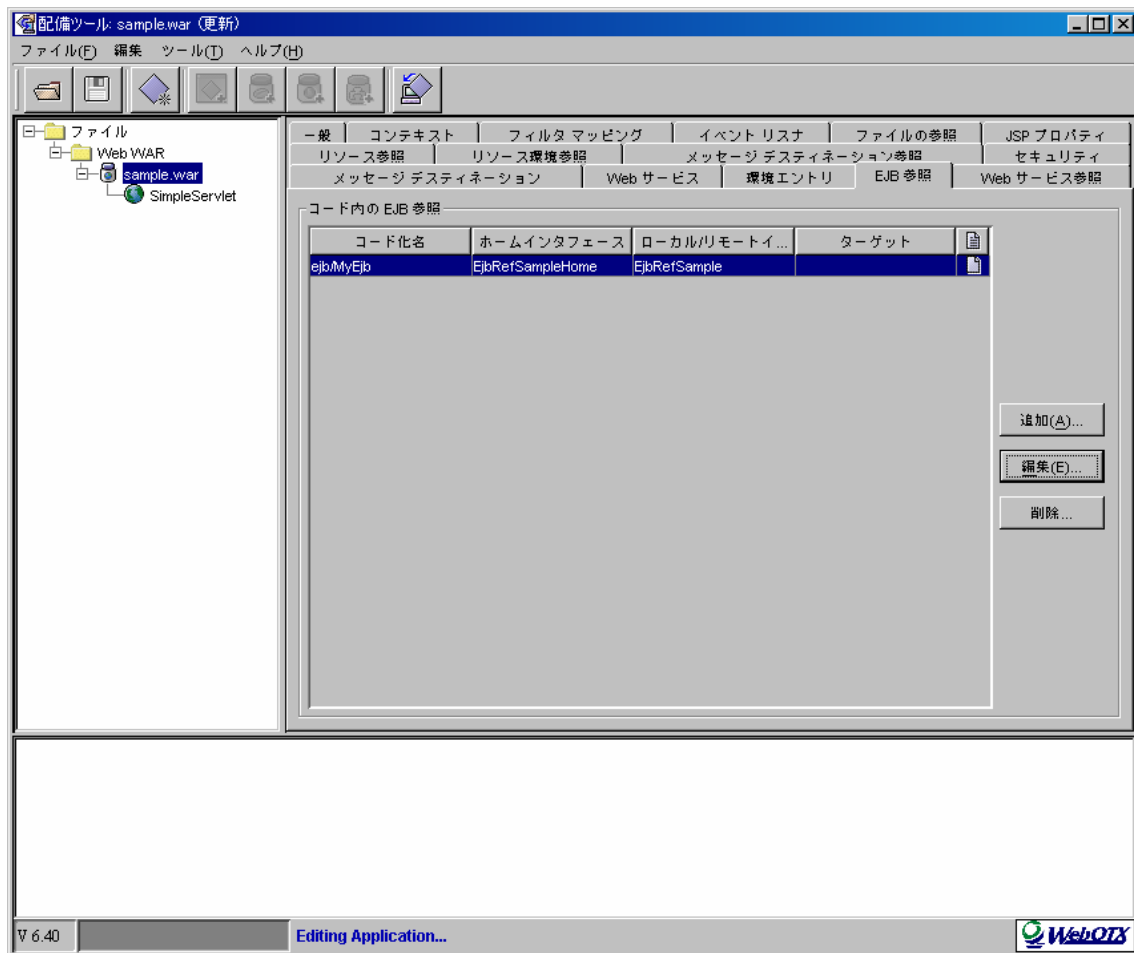 配備ツール: sample.war (更新)
ファイル(F) 編集 ツール(T) ヘルプ(H)
ファイル
Web WAR
sample.war
SimpleServlet
一般 コンテキスト フィルタ マッピング イベント リスナ ファイルの参照 JSP プロパティ
リソース参照 リソース環境参照 メッセージ デスティネーション参照 セキュリティ
メッセージ デスティネーション Web サービス 環境エントリ EJB 参照 Web サービス参照
コード内の EJB 参照
コード化名 ホームインタフェース ローカル/リモートイ... ターゲット
ejb/MyEjb EjbRefSampleHome EjbRefSample
追加(A)...
編集(E)...
削除...
V 6.40 Editing Application... WebOTX